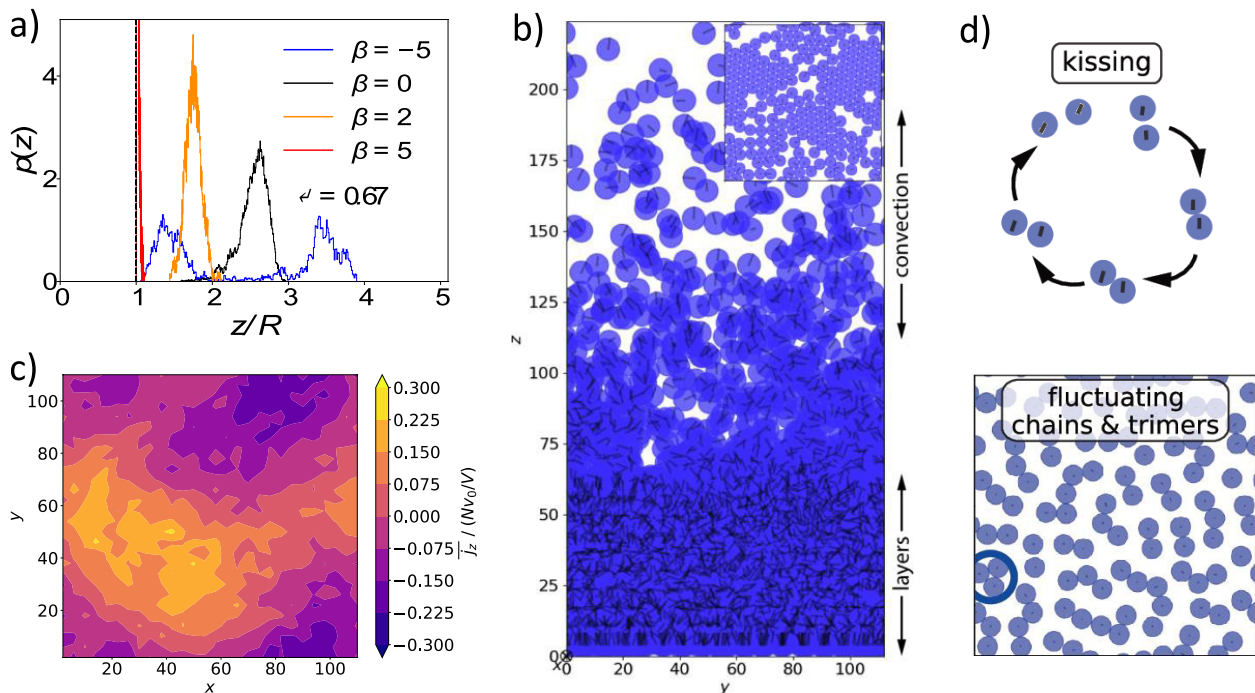 a)
p(z)
4
2
0
β = −5
β = 0
β = 2
β = 5
= 0.67
0
1
2
3
4
5
z/R
b)
z
200
175
150
125
100
75
50
25
0
x
0
20
40
60
80
100
y
convection
layers
c)
y
100
80
60
40
20
20
40
60
80
100
x
0.300
0.225
0.150
0.075
0.000
−0.075
−0.150
−0.225
−0.300
j_z / (Nv₀/V)
d)
kissing
fluctuating
chains & trimers